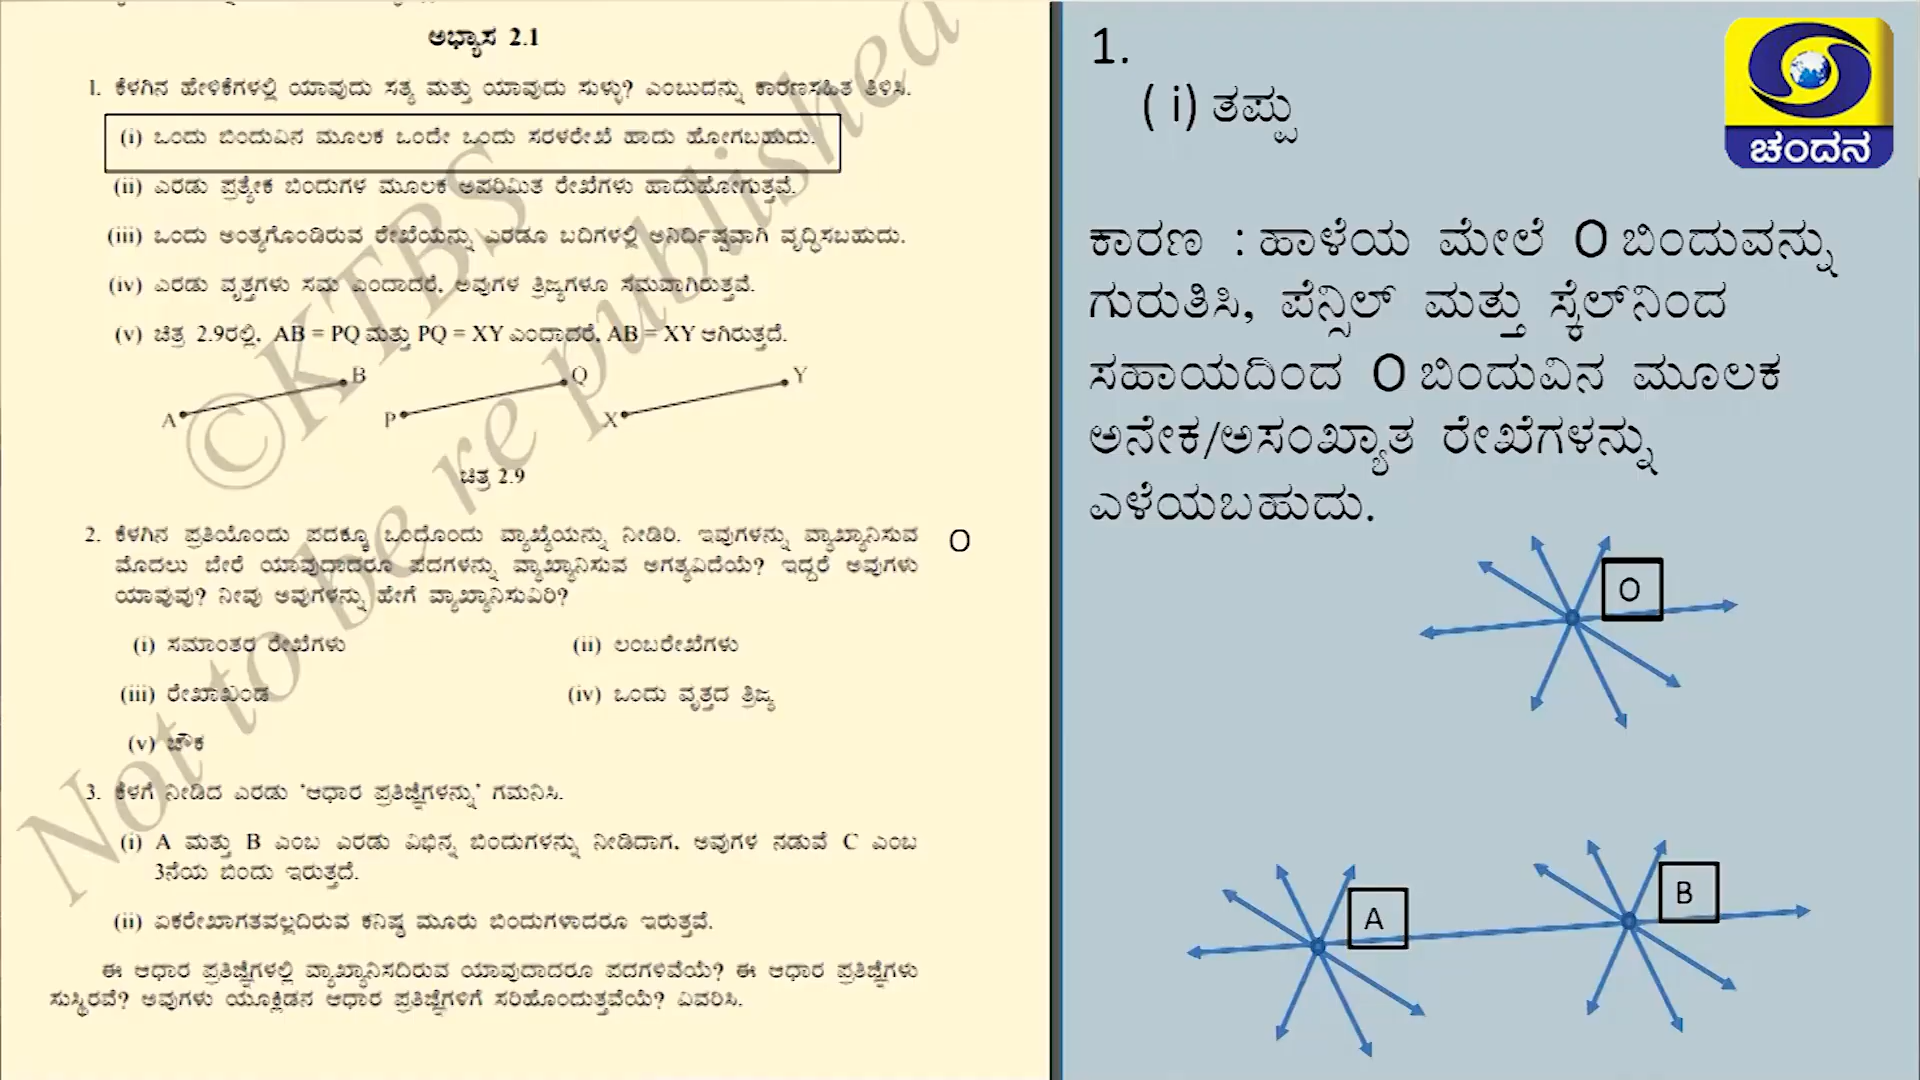 ಅಭ್ಯಾಸ 2.1
1. ಕೆಳಗಿನ ಹೇಳಿಕೆಗಳಲ್ಲಿ ಯಾವುದು ಸತ್ಯ ಮತ್ತು ಯಾವುದು ಸುಳ್ಳು? ಎಂಬುದನ್ನು ಕಾರಣಸಹಿತ ತಿಳಿಸಿ.
(i) ಒಂದು ಬಿಂದುವಿನ ಮೂಲಕ ಒಂದೇ ಒಂದು ಸರಳರೇಖೆ ಹಾದು ಹೋಗಬಹುದು.
(ii) ಎರಡು ಪ್ರತ್ಯೇಕ ಬಿಂದುಗಳ ಮೂಲಕ ಅಪರಿಮಿತ ರೇಖೆಗಳು ಹಾದುಹೋಗುತ್ತವೆ.
(iii) ಒಂದು ಅಂತ್ಯಗೊಂಡಿರುವ ರೇಖೆಯನ್ನು ಎರಡೂ ಬದಿಗಳಲ್ಲಿ ಅನಿರ್ದಿಷ್ಟವಾಗಿ ವೃದ್ಧಿಸಬಹುದು.
(iv) ಎರಡು ವೃತ್ತಗಳು ಸಮ ಎಂದಾದರೆ, ಅವುಗಳ ತ್ರಿಜ್ಯಗಳೂ ಸಮವಾಗಿರುತ್ತವೆ.
(v) ಚಿತ್ರ 2.9ರಲ್ಲಿ, AB = PQ ಮತ್ತು PQ = XY ಎಂದಾದರೆ, AB = XY ಆಗಿರುತ್ತದೆ.
A B P Q X Y
ಚಿತ್ರ 2.9
2. ಕೆಳಗಿನ ಪ್ರತಿಯೊಂದು ಪದಕ್ಕೂ ಒಂದೊಂದು ವ್ಯಾಖ್ಯೆಯನ್ನು ನೀಡಿರಿ. ಇವುಗಳನ್ನು ವ್ಯಾಖ್ಯಾನಿಸುವ
ಮೊದಲು ಬೇರೆ ಯಾವುದಾದರೂ ಪದಗಳನ್ನು ವ್ಯಾಖ್ಯಾನಿಸುವ ಅಗತ್ಯವಿದೆಯೆ? ಇದ್ದರೆ ಅವುಗಳು
ಯಾವುವು? ನೀವು ಅವುಗಳನ್ನು ಹೇಗೆ ವ್ಯಾಖ್ಯಾನಿಸುವಿರಿ?
(i) ಸಮಾಂತರ ರೇಖೆಗಳು (ii) ಲಂಬರೇಖೆಗಳು
(iii) ರೇಖಾಖಂಡ (iv) ಒಂದು ವೃತ್ತದ ತ್ರಿಜ್ಯ
(v) ಚೌಕ
3. ಕೆಳಗೆ ನೀಡಿದ ಎರಡು 'ಆಧಾರ ಪ್ರತಿಜ್ಞೆಗಳನ್ನು' ಗಮನಿಸಿ.
(i) A ಮತ್ತು B ಎಂಬ ಎರಡು ವಿಭಿನ್ನ ಬಿಂದುಗಳನ್ನು ನೀಡಿದಾಗ, ಅವುಗಳ ನಡುವೆ C ಎಂಬ
3ನೆಯ ಬಿಂದು ಇರುತ್ತದೆ.
(ii) ಏಕರೇಖಾಗತವಲ್ಲದಿರುವ ಕನಿಷ್ಠ ಮೂರು ಬಿಂದುಗಳಾದರೂ ಇರುತ್ತವೆ.
ಈ ಆಧಾರ ಪ್ರತಿಜ್ಞೆಗಳಲ್ಲಿ ವ್ಯಾಖ್ಯಾನಿಸದಿರುವ ಯಾವುದಾದರೂ ಪದಗಳಿವೆಯೆ? ಈ ಆಧಾರ ಪ್ರತಿಜ್ಞೆಗಳು
ಸುಸ್ಥಿರವೆ? ಅವುಗಳು ಯೂಕ್ಲಿಡನ ಆಧಾರ ಪ್ರತಿಜ್ಞೆಗಳಿಗೆ ಸರಿಹೊಂದುತ್ತವೆಯೆ? ವಿವರಿಸಿ.
©KTBS
Not to be republished
O
1.
( i) ತಪ್ಪು
ಕಾರಣ : ಹಾಳೆಯ ಮೇಲೆ O ಬಿಂದುವನ್ನು
ಗುರುತಿಸಿ, ಪೆನ್ಸಿಲ್ ಮತ್ತು ಸ್ಕೆಲ್‌ನಿಂದ
ಸಹಾಯದಿಂದ O ಬಿಂದುವಿನ ಮೂಲಕ
ಅನೇಕ/ಅಸಂಖ್ಯಾತ ರೇಖೆಗಳನ್ನು
ಎಳೆಯಬಹುದು.
O
A
B
ಚಂದನ